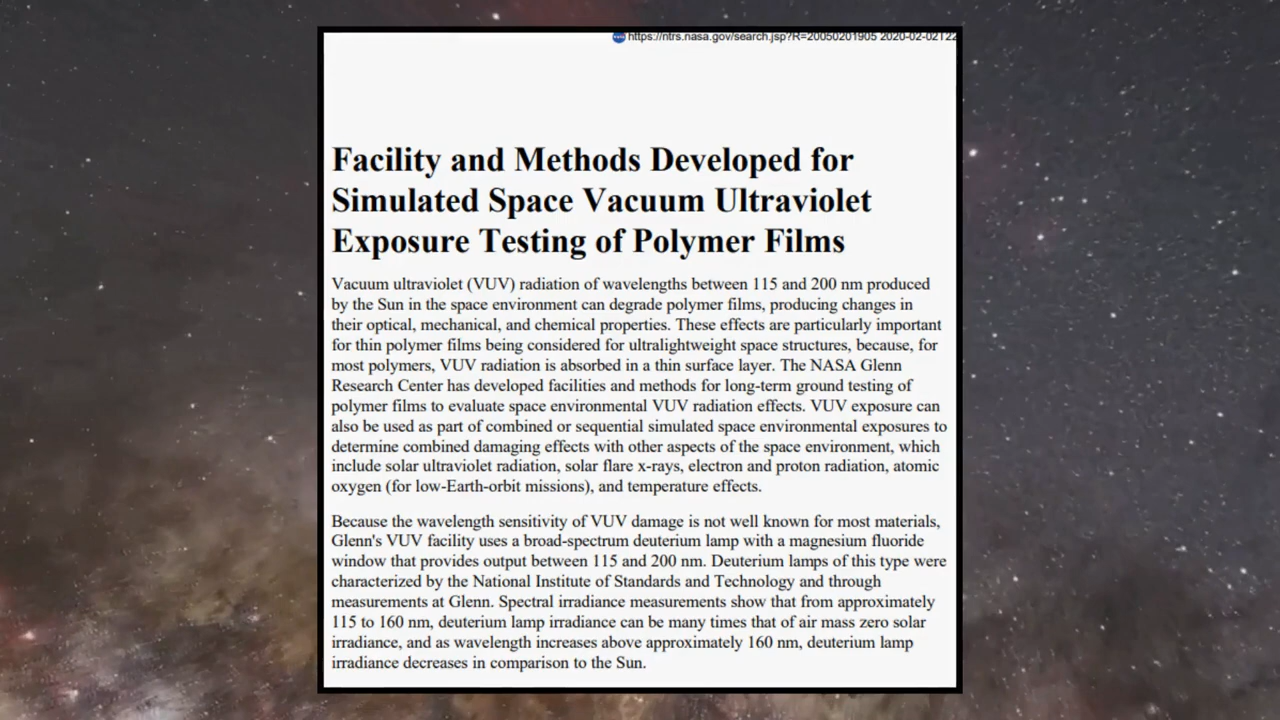 https://ntrs.nasa.gov/search.jsp?R=20050201905 2020-02-02T22
Facility and Methods Developed for
Simulated Space Vacuum Ultraviolet
Exposure Testing of Polymer Films
Vacuum ultraviolet (VUV) radiation of wavelengths between 115 and 200 nm produced
by the Sun in the space environment can degrade polymer films, producing changes in
their optical, mechanical, and chemical properties. These effects are particularly important
for thin polymer films being considered for ultralightweight space structures, because, for
most polymers, VUV radiation is absorbed in a thin surface layer. The NASA Glenn
Research Center has developed facilities and methods for long-term ground testing of
polymer films to evaluate space environmental VUV radiation effects. VUV exposure can
also be used as part of combined or sequential simulated space environmental exposures to
determine combined damaging effects with other aspects of the space environment, which
include solar ultraviolet radiation, solar flare x-rays, electron and proton radiation, atomic
oxygen (for low-Earth-orbit missions), and temperature effects.
Because the wavelength sensitivity of VUV damage is not well known for most materials,
Glenn's VUV facility uses a broad-spectrum deuterium lamp with a magnesium fluoride
window that provides output between 115 and 200 nm. Deuterium lamps of this type were
characterized by the National Institute of Standards and Technology and through
measurements at Glenn. Spectral irradiance measurements show that from approximately
115 to 160 nm, deuterium lamp irradiance can be many times that of air mass zero solar
irradiance, and as wavelength increases above approximately 160 nm, deuterium lamp
irradiance decreases in comparison to the Sun.